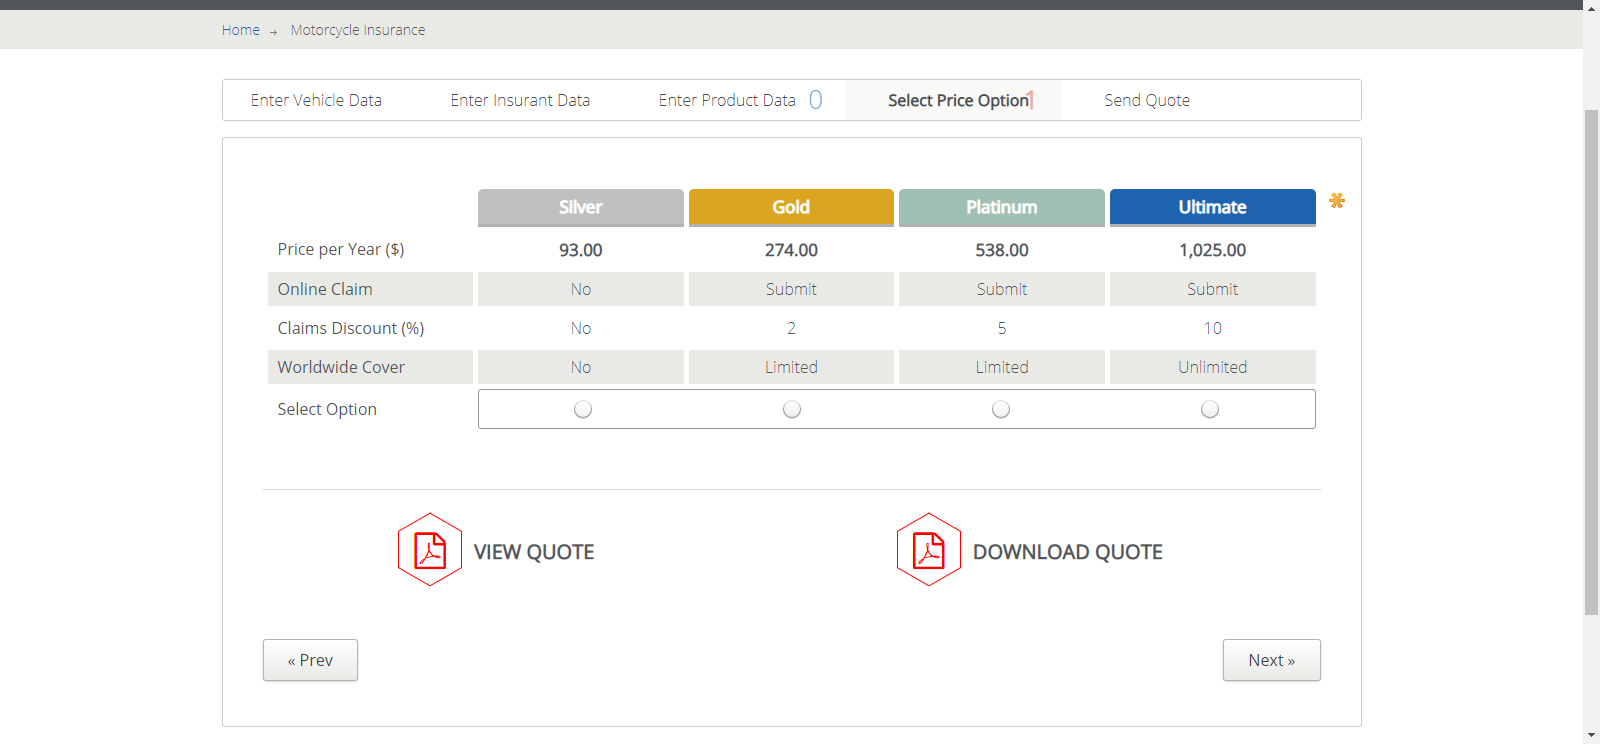 Home → Motorcycle Insurance
Enter Vehicle Data Enter Insurant Data Enter Product Data 0 Select Price Option 1 Send Quote
Silver Gold Platinum Ultimate
Price per Year ($) 93.00 274.00 538.00 1,025.00
Online Claim No Submit Submit Submit
Claims Discount (%) No 2 5 10
Worldwide Cover No Limited Limited Unlimited
Select Option
VIEW QUOTE DOWNLOAD QUOTE
« Prev Next »